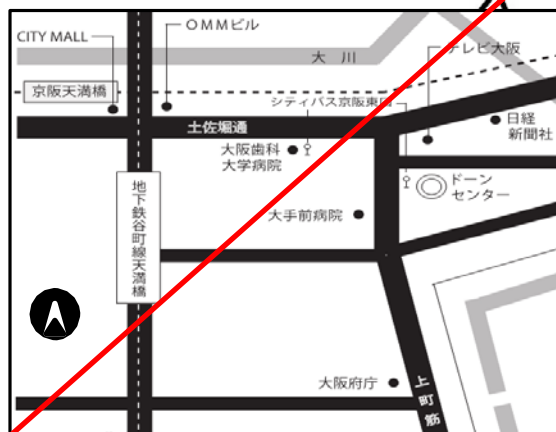 OMMビル
CITY MALL
大川
テレビ大阪
京阪天満橋
シティバス京阪東口
土佐堀通
日経
新聞社
大阪歯科
大学病院
ドーン
センター
地下鉄谷町線天満橋
大手前病院
大阪府庁
上町筋